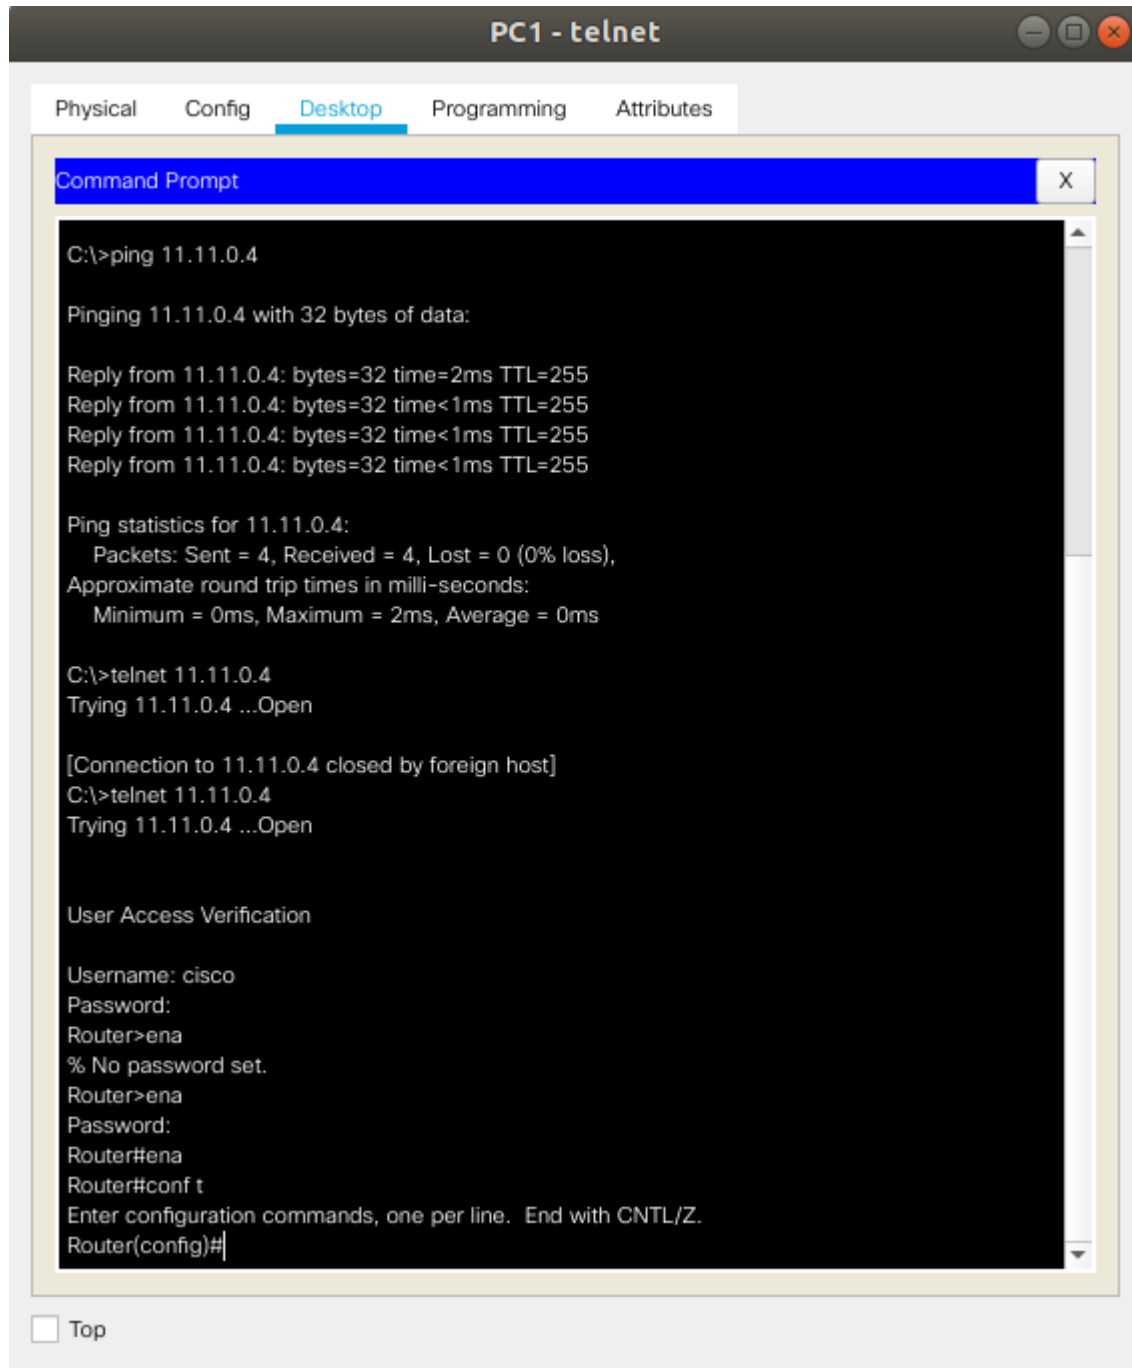 PC1 - telnet
Physical Config Desktop Programming Attributes
Command Prompt X
C:\>ping 11.11.0.4
Pinging 11.11.0.4 with 32 bytes of data:
Reply from 11.11.0.4: bytes=32 time=2ms TTL=255
Reply from 11.11.0.4: bytes=32 time<1ms TTL=255
Reply from 11.11.0.4: bytes=32 time<1ms TTL=255
Reply from 11.11.0.4: bytes=32 time<1ms TTL=255
Ping statistics for 11.11.0.4:
Packets: Sent = 4, Received = 4, Lost = 0 (0% loss),
Approximate round trip times in milli-seconds:
Minimum = 0ms, Maximum = 2ms, Average = 0ms
C:\>telnet 11.11.0.4
Trying 11.11.0.4 ...Open
[Connection to 11.11.0.4 closed by foreign host]
C:\>telnet 11.11.0.4
Trying 11.11.0.4 ...Open
User Access Verification
Username: cisco
Password:
Router>ena
% No password set.
Router>ena
Password:
Router#ena
Router#conf t
Enter configuration commands, one per line. End with CNTL/Z.
Router(config)#
Top